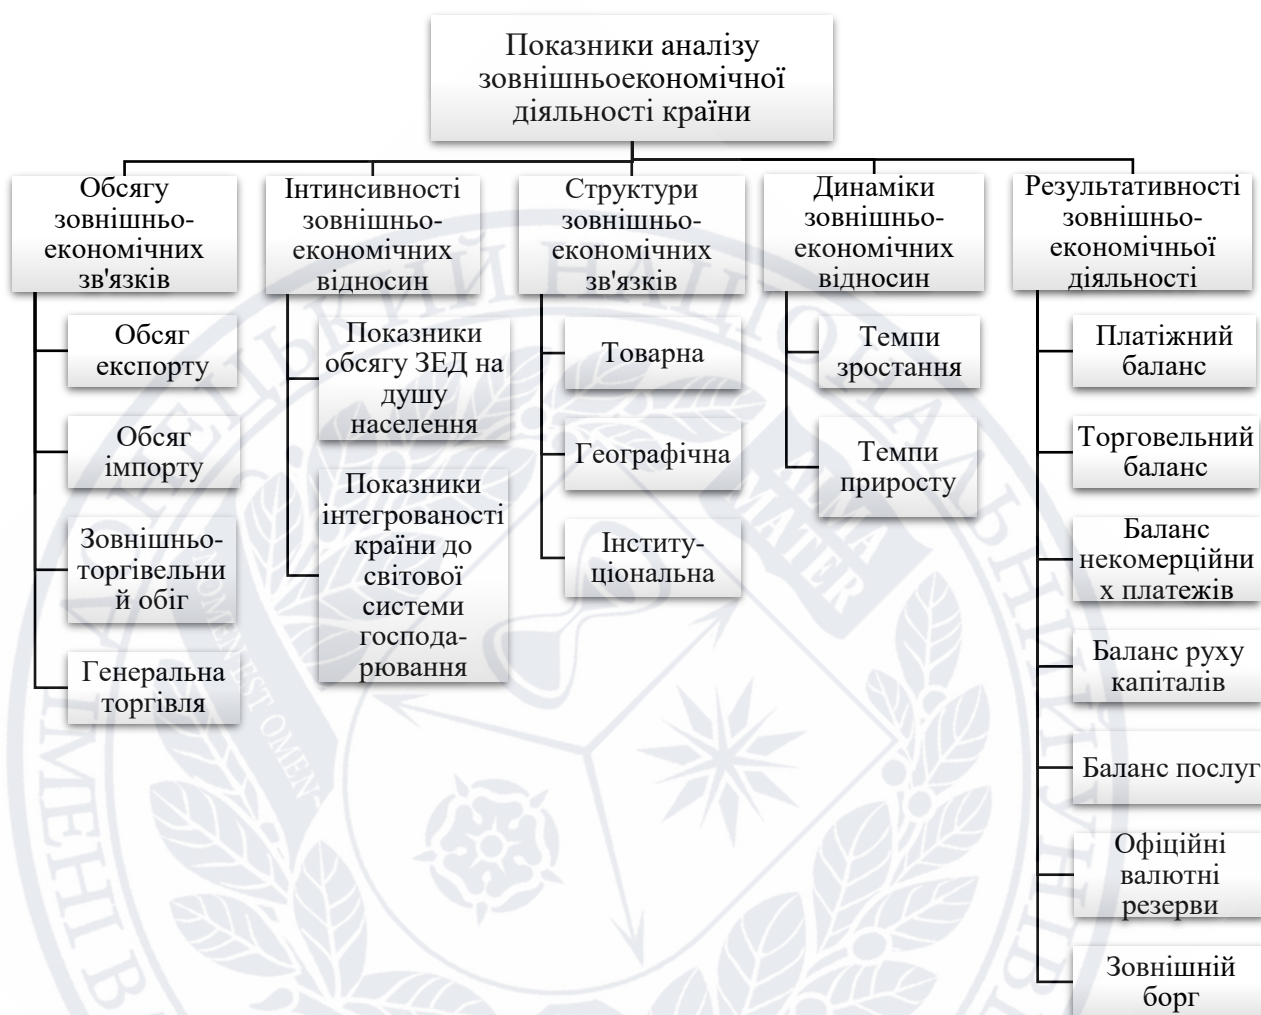 Показники аналізу
зовнішньоекономічної
діяльності країни
Обсягу
зовнішньо-
економічних
зв'язків
Обсяг
експорту
Обсяг
імпорту
Зовнішньо-
торгівельни
й обіг
Генеральна
торгівля
Інтинсивності
зовнішньо-
економічних
відносин
Показники
обсягу ЗЕД на
душу
населення
Показники
інтегрованості
країни до
світової
системи
господа-
рювання
Структури
зовнішньо-
економічних
зв'язків
Товарна
Географічна
Інститу-
ціональна
Динаміки
зовнішньо-
економічних
відносин
Темпи
зростання
Темпи
приросту
Результативності
зовнішньо-
економічньої
діяльності
Платіжний
баланс
Торговельний
баланс
Баланс
некомерційни
х платежів
Баланс руху
капіталів
Баланс послуг
Офіційні
валютні
резерви
Зовнішній
борг
ALMA
MATER